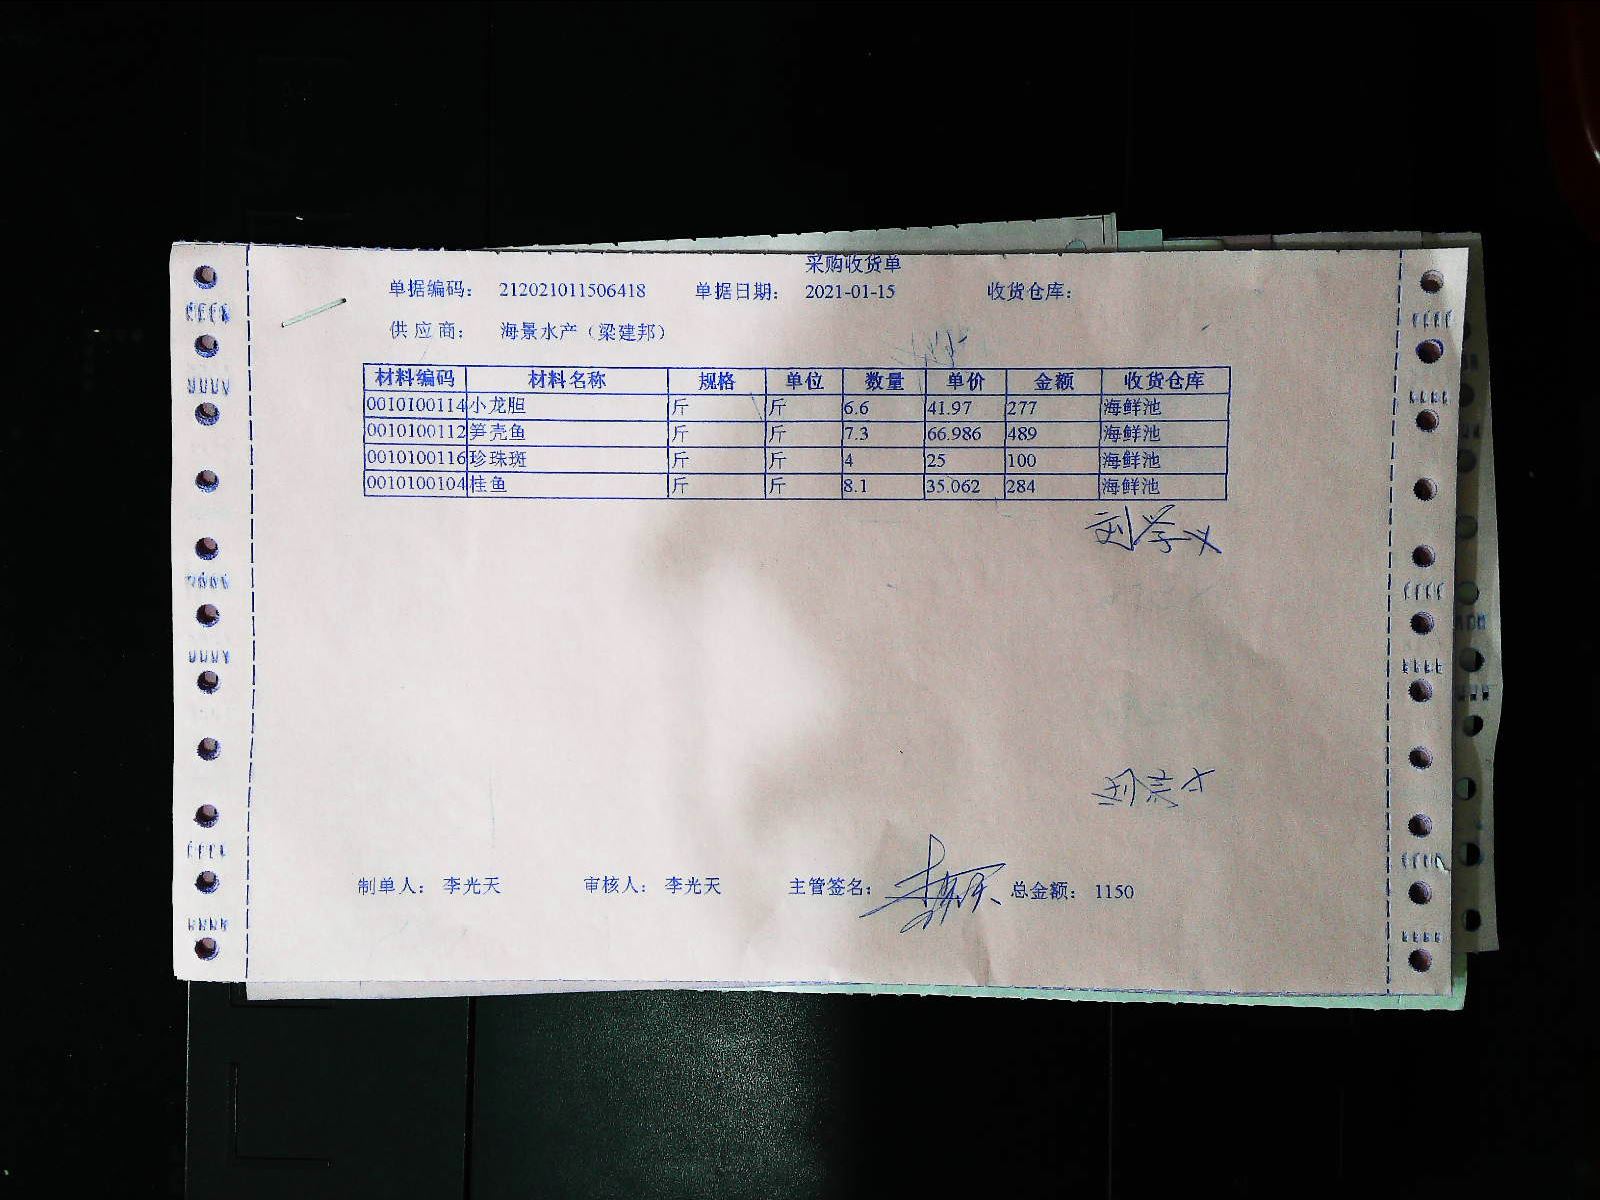 采购收货单
单据编码： 212021011506418 单据日期： 2021-01-15 收货仓库：
供 应 商： 海景水产（梁建邦）
材料编码 材料名称 规格 单位 数量 单价 金额 收货仓库
0010100114 小龙胆 斤 斤 6.6 41.97 277 海鲜池
0010100112 笋壳鱼 斤 斤 7.3 66.986 489 海鲜池
0010100116 珍珠斑 斤 斤 4 25 100 海鲜池
0010100104 桂鱼 斤 斤 8.1 35.062 284 海鲜池
刘学义
制单人： 李光天 审核人： 李光天 主管签名： 总金额： 1150